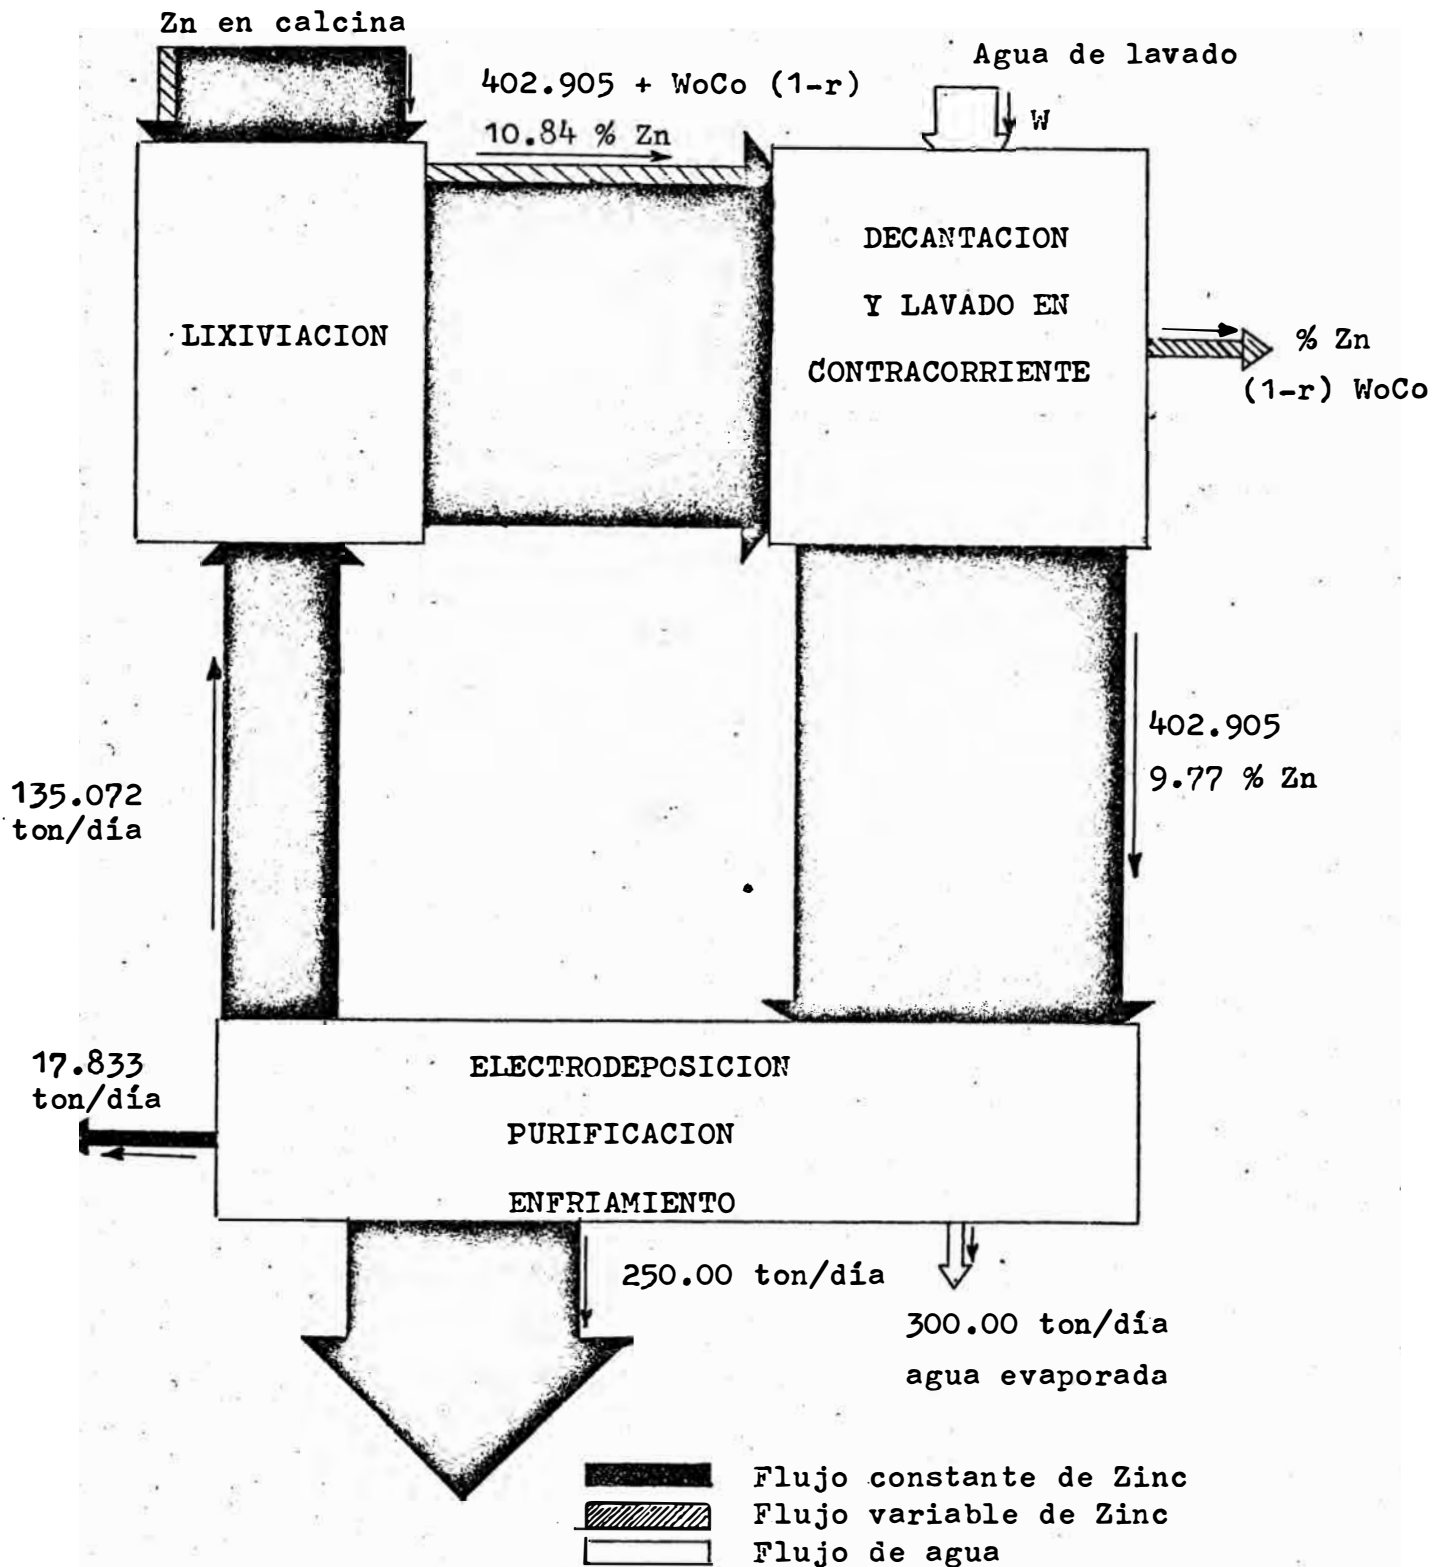 Zn en calcina
402.905 + WoCo (1-r)
10.84 % Zn
Agua de lavado
W
LIXIVIACION
DECANTACION
Y LAVADO EN
CONTRACORRIENTE
% Zn
(1-r) WoCo
402.905
9.77 % Zn
135.072
ton/día
17.833
ton/día
ELECTRODEPOSICION
PURIFICACION
ENFRIAMIENTO
250.00 ton/día
300.00 ton/día
agua evaporada
Flujo constante de Zinc
Flujo variable de Zinc
Flujo de agua